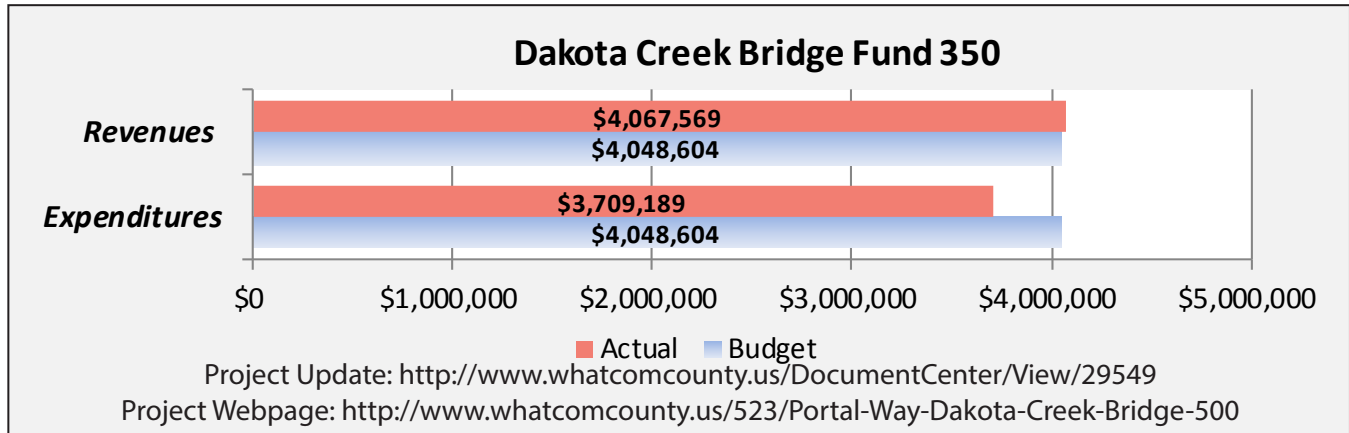 Dakota Creek Bridge Fund 350
Revenues
$4,067,569
$4,048,604
Expenditures
$3,709,189
$4,048,604
$0 $1,000,000 $2,000,000 $3,000,000 $4,000,000 $5,000,000
Actual Budget
Project Update: http://www.whatcomcounty.us/DocumentCenter/View/29549
Project Webpage: http://www.whatcomcounty.us/523/Portal-Way-Dakota-Creek-Bridge-500